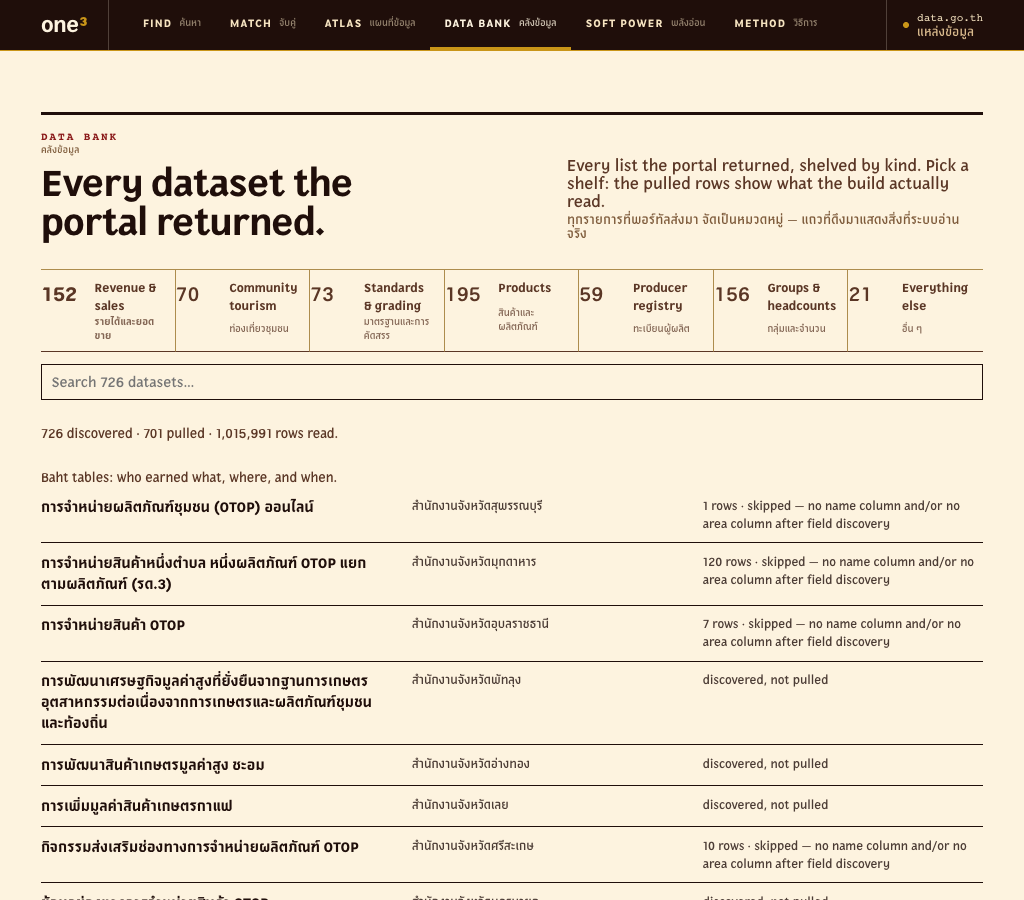 one³
FIND ค้นหา
MATCH จับคู่
ATLAS แผนที่ข้อมูล
DATA BANK คลังข้อมูล
SOFT POWER พลังอ่อน
METHOD วิธีการ
data.go.th
แหล่งข้อมูล
DATA BANK
คลังข้อมูล
Every dataset the
portal returned.
Every list the portal returned, shelved by kind. Pick a
shelf: the pulled rows show what the build actually
read.
ทุกรายการที่พอร์ทัลส่งมา จัดเป็นหมวดหมู่ — แถวที่ดึงมาแสดงสิ่งที่ระบบอ่าน
จริง
152
Revenue &
sales
รายได้และยอด
ขาย
70
Community
tourism
ท่องเที่ยวชุมชน
73
Standards
& grading
มาตรฐานและการ
คัดสรร
195
Products
สินค้าและ
ผลิตภัณฑ์
59
Producer
registry
ทะเบียนผู้ผลิต
156
Groups &
headcounts
กลุ่มและจำนวน
21
Everything
else
อื่น ๆ
Search 726 datasets…
726 discovered · 701 pulled · 1,015,991 rows read.
Baht tables: who earned what, where, and when.
การจำหน่ายผลิตภัณฑ์ชุมชน (OTOP) ออนไลน์
สำนักงานจังหวัดสุพรรณบุรี
1 rows · skipped — no name column and/or no
area column after field discovery
การจำหน่ายสินค้าหนึ่งตำบล หนึ่งผลิตภัณฑ์ OTOP แยก
ตามผลิตภัณฑ์ (รด.3)
สำนักงานจังหวัดมุกดาหาร
120 rows · skipped — no name column and/or no
area column after field discovery
การจำหน่ายสินค้า OTOP
สำนักงานจังหวัดอุบลราชธานี
7 rows · skipped — no name column and/or no
area column after field discovery
การพัฒนาเศรษฐกิจมูลค่าสูงที่ยั่งยืนจากฐานการเกษตร
อุตสาหกรรมต่อเนื่องจากการเกษตรและผลิตภัณฑ์ชุมชน
และท้องถิ่น
สำนักงานจังหวัดพัทลุง
discovered, not pulled
การพัฒนาสินค้าเกษตรมูลค่าสูง ชะอม
สำนักงานจังหวัดอ่างทอง
discovered, not pulled
การเพิ่มมูลค่าสินค้าเกษตรกาแฟ
สำนักงานจังหวัดเลย
discovered, not pulled
กิจกรรมส่งเสริมช่องทางการจำหน่ายผลิตภัณฑ์ OTOP
สำนักงานจังหวัดศรีสะเกษ
10 rows · skipped — no name column and/or no
area column after field discovery